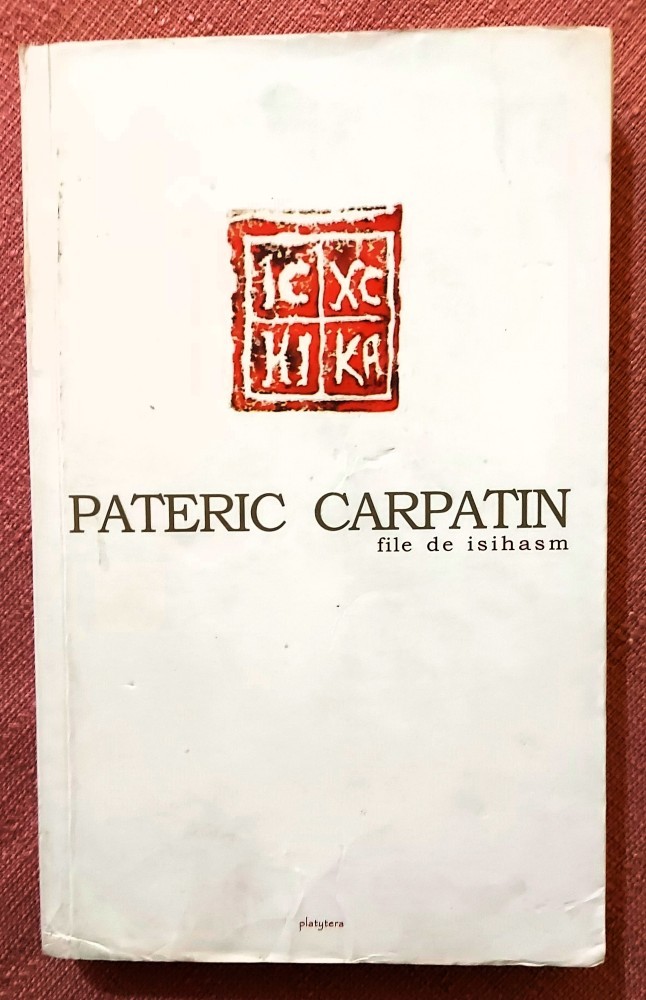 IC XC
NI KA
PATERIC CARPATIN
file de isihasm
platytera